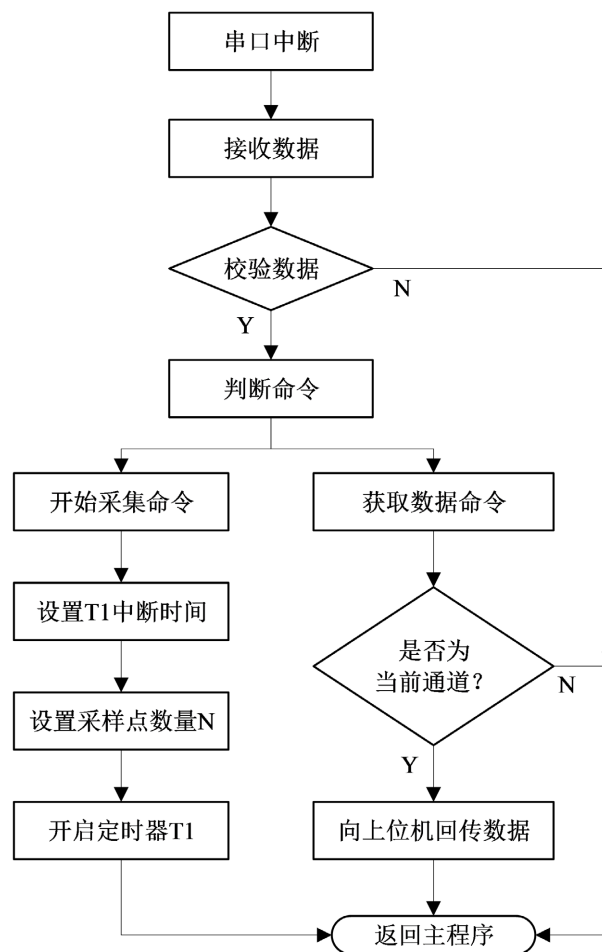 串口中断
接收数据
校验数据
N
Y
判断命令
开始采集命令
获取数据命令
设置T1中断时间
是否为
当前通道？
N
设置采样点数量N
Y
开启定时器T1
向上位机回传数据
返回主程序